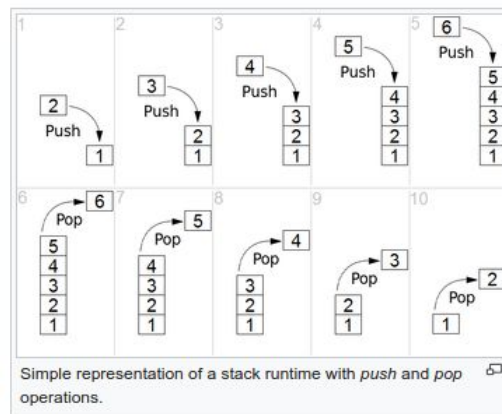 1 2 3 4 5
2 Push 1
3 Push 2 1
4 Push 3 2 1
5 Push 4 3 2 1
6 Push 5 4 3 2 1
6 7 8 9 10
6 Pop 5 4 3 2 1
5 Pop 4 3 2 1
4 Pop 3 2 1
3 Pop 2 1
2 Pop 1
Simple representation of a stack runtime with push and pop
operations.